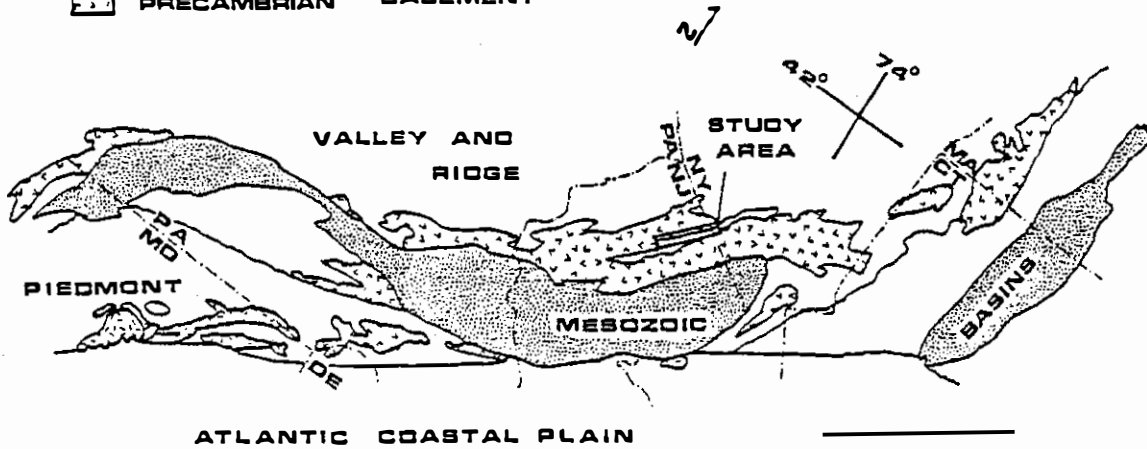 PRECAMBRIAN BASEMENT
N
42°
74°
VALLEY AND
RIDGE
STUDY
AREA
PA
NJ
NY
NJ
MA
CT
PA
MD
PIEDMONT
MESOZOIC
BASINS
DE
ATLANTIC COASTAL PLAIN